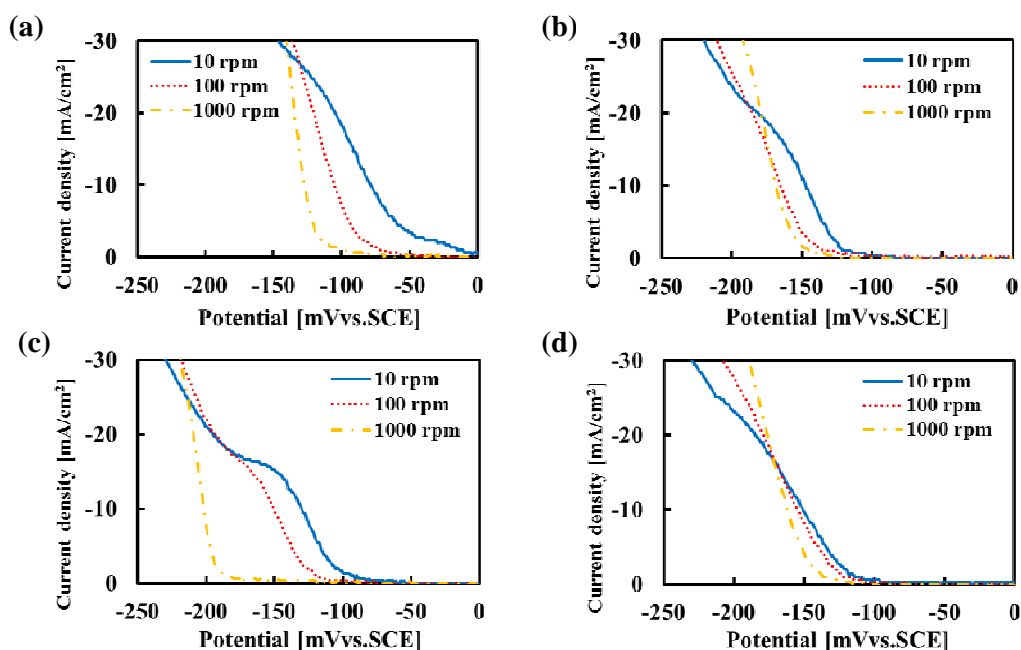 (a)
-30
-20
-10
0
-250 -200 -150 -100 -50 0
Current density [mA/cm²]
Potential [mVvs.SCE]
10 rpm
100 rpm
1000 rpm
(b)
-30
-20
-10
0
-250 -200 -150 -100 -50 0
Current density [mA/cm²]
Potential [mVvs.SCE]
10 rpm
100 rpm
1000 rpm
(c)
-30
-20
-10
0
-250 -200 -150 -100 -50 0
Current density [mA/cm²]
Potential [mVvs.SCE]
10 rpm
100 rpm
1000 rpm
(d)
-30
-20
-10
0
-250 -200 -150 -100 -50 0
Current density [mA/cm²]
Potential [mVvs.SCE]
10 rpm
100 rpm
1000 rpm